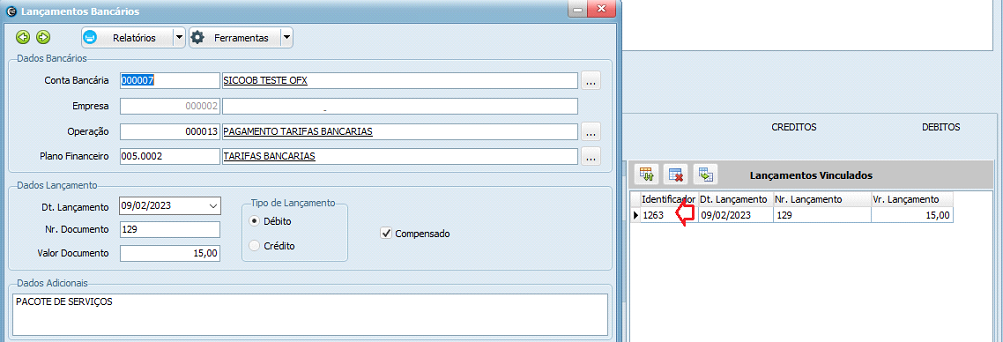 Lançamentos Bancários
Relatórios
Ferramentas
Dados Bancários
Conta Bancária 000007 SICOOB TESTE OFX ...
Empresa 000002 -
Operação 000013 PAGAMENTO TARIFAS BANCARIAS ...
Plano Financeiro 005.0002 TARIFAS BANCARIAS ...
Dados Lançamento
Dt. Lançamento 09/02/2023
Nr. Documento 129
Valor Documento 15,00
Tipo de Lançamento
Débito
Crédito
Compensado
Dados Adicionais
PACOTE DE SERVIÇOS
CREDITOS DEBITOS
Lançamentos Vinculados
Identificador Dt. Lançamento Nr. Lançamento Vr. Lançamento
1263 09/02/2023 129 15,00